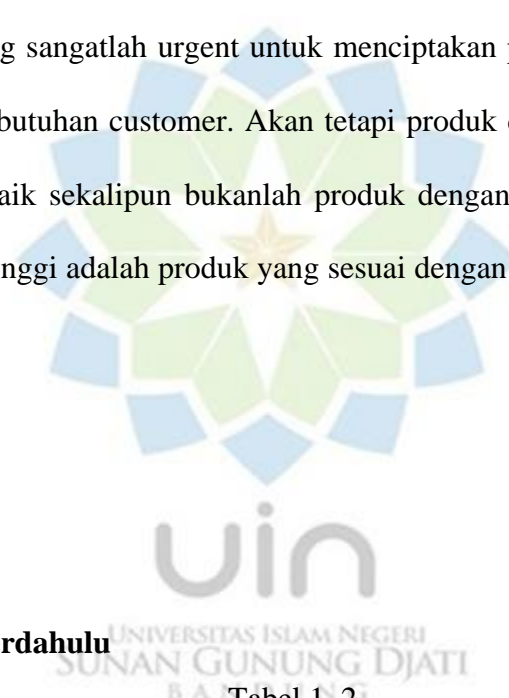 g sangatlah urgent untuk menciptakan
butuhan customer. Akan tetapi produk
aik sekalipun bukanlah produk dengan
nggi adalah produk yang sesuai dengan
uin
rdahulu
UNIVERSITAS ISLAM NEGERI
SUNAN GUNUNG DJATI
BANDUNG
Tabel 1. 2